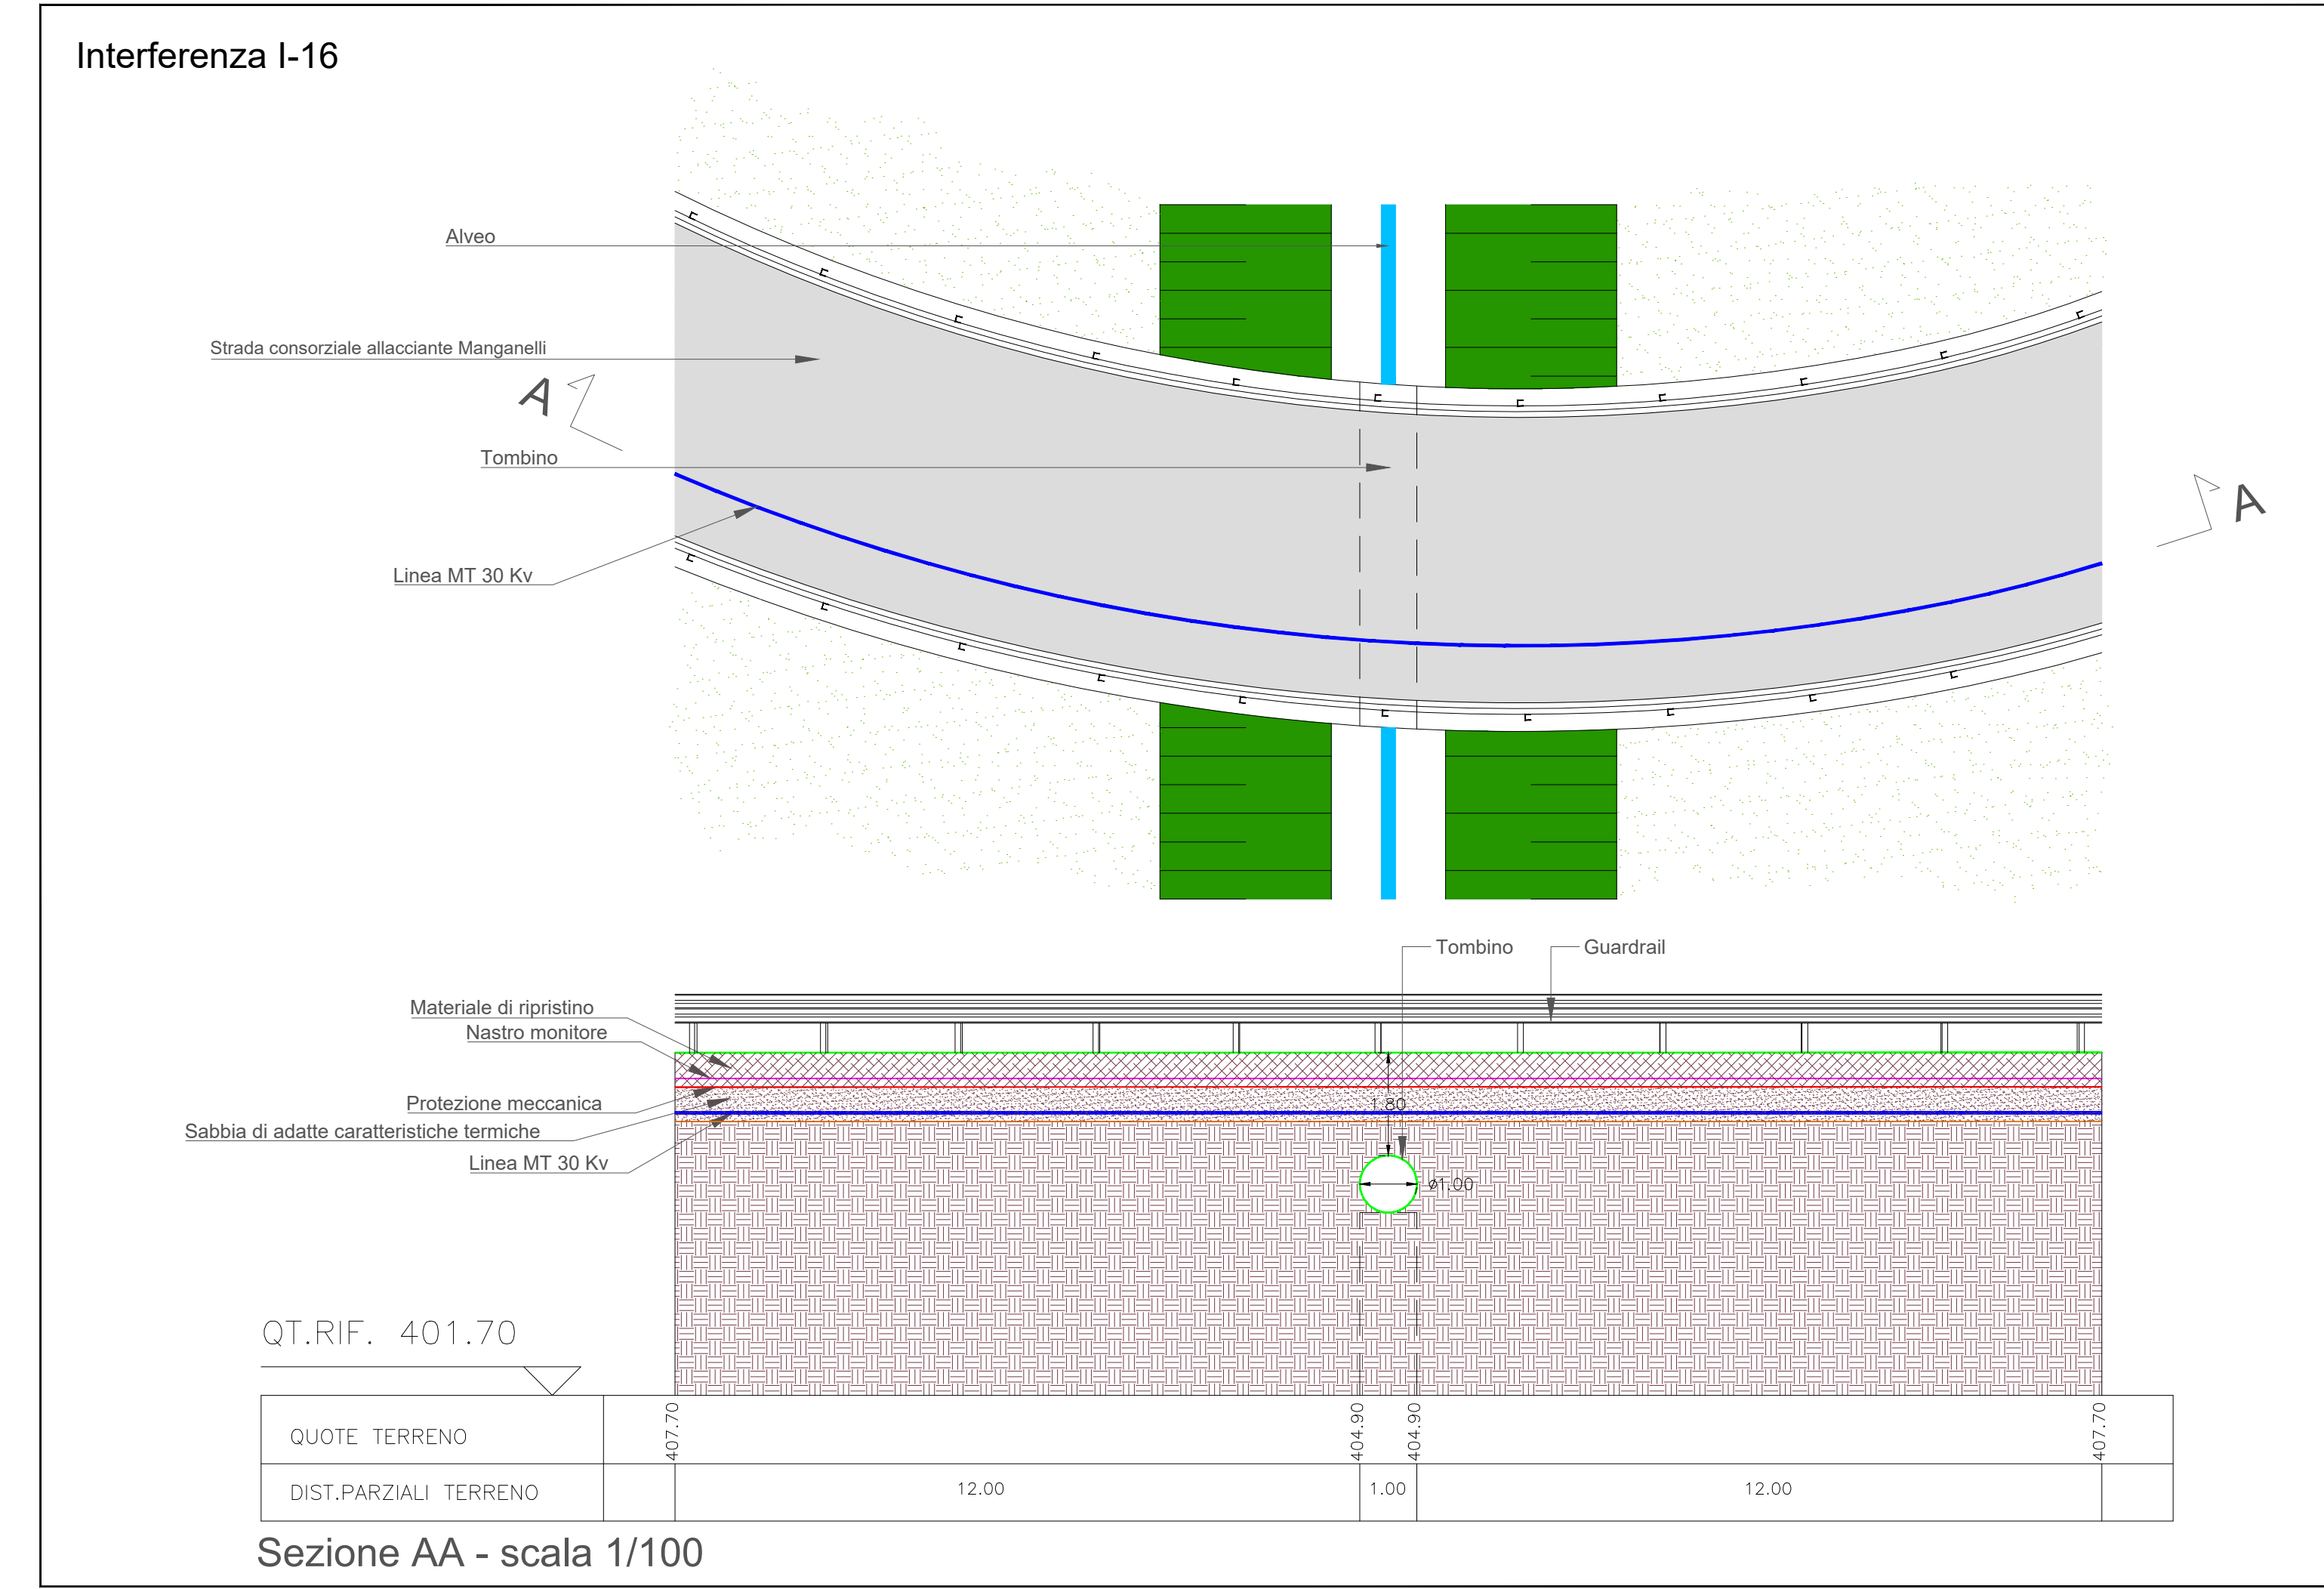 Interferenza I-16
Alveo
Strada consorziale allacciante Manganelli
A
A
Tombino
Linea MT 30 Kv
Tombino
Guardrail
Materiale di ripristino
Nastro monitore
Protezione meccanica
Sabbia di adatte caratteristiche termiche
Linea MT 30 Kv
1.80
ø1.00
QT.RIF. 401.70
QUOTE TERRENO
407.70
404.90
404.90
407.70
DIST.PARZIALI TERRENO
12.00
1.00
12.00
Sezione AA - scala 1/100